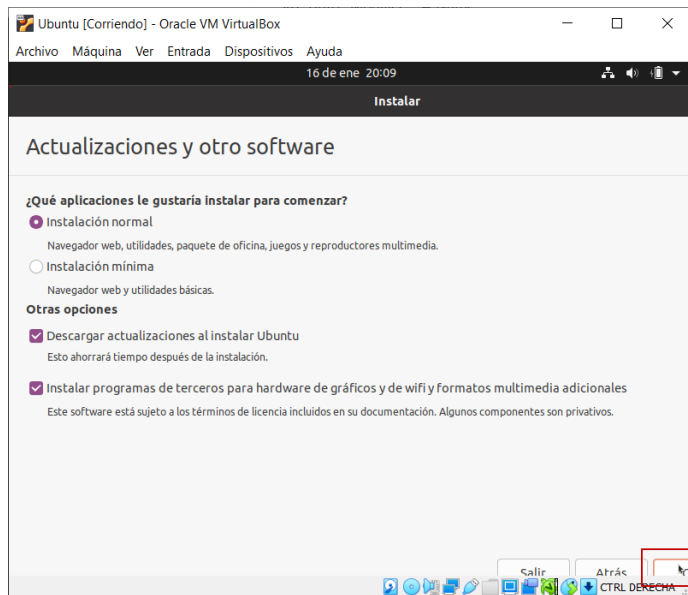 Ubuntu [Corriendo] - Oracle VM VirtualBox
Archivo Máquina Ver Entrada Dispositivos Ayuda
16 de ene 20:09
Instalar
Actualizaciones y otro software
¿Qué aplicaciones le gustaría instalar para comenzar?
Instalación normal
Navegador web, utilidades, paquete de oficina, juegos y reproductores multimedia.
Instalación mínima
Navegador web y utilidades básicas.
Otras opciones
Descargar actualizaciones al instalar Ubuntu
Esto ahorrará tiempo después de la instalación.
Instalar programas de terceros para hardware de gráficos y de wifi y formatos multimedia adicionales
Este software está sujeto a los términos de licencia incluidos en su documentación. Algunos componentes son privativos.
Salir Atrás
CTRL DERECHA